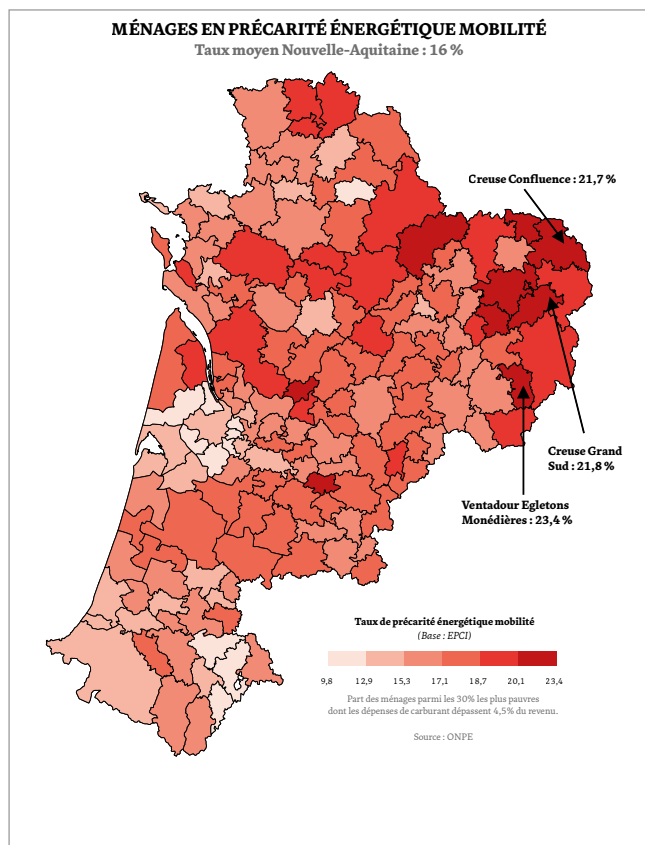 MÉNAGES EN PRÉCARITÉ ÉNERGÉTIQUE MOBILITÉ
Taux moyen Nouvelle-Aquitaine : 16 %
Creuse Confluence : 21,7 %
Creuse Grand
Sud : 21,8 %
Ventadour Egletons
Monédières : 23,4 %
Taux de précarité énergétique mobilité
(Base : EPCI)
9,8 12,9 15,3 17,1 18,7 20,1 23,4
Part des ménages parmi les 30% les plus pauvres
dont les dépenses de carburant dépassent 4,5% du revenu.
Source : ONPE